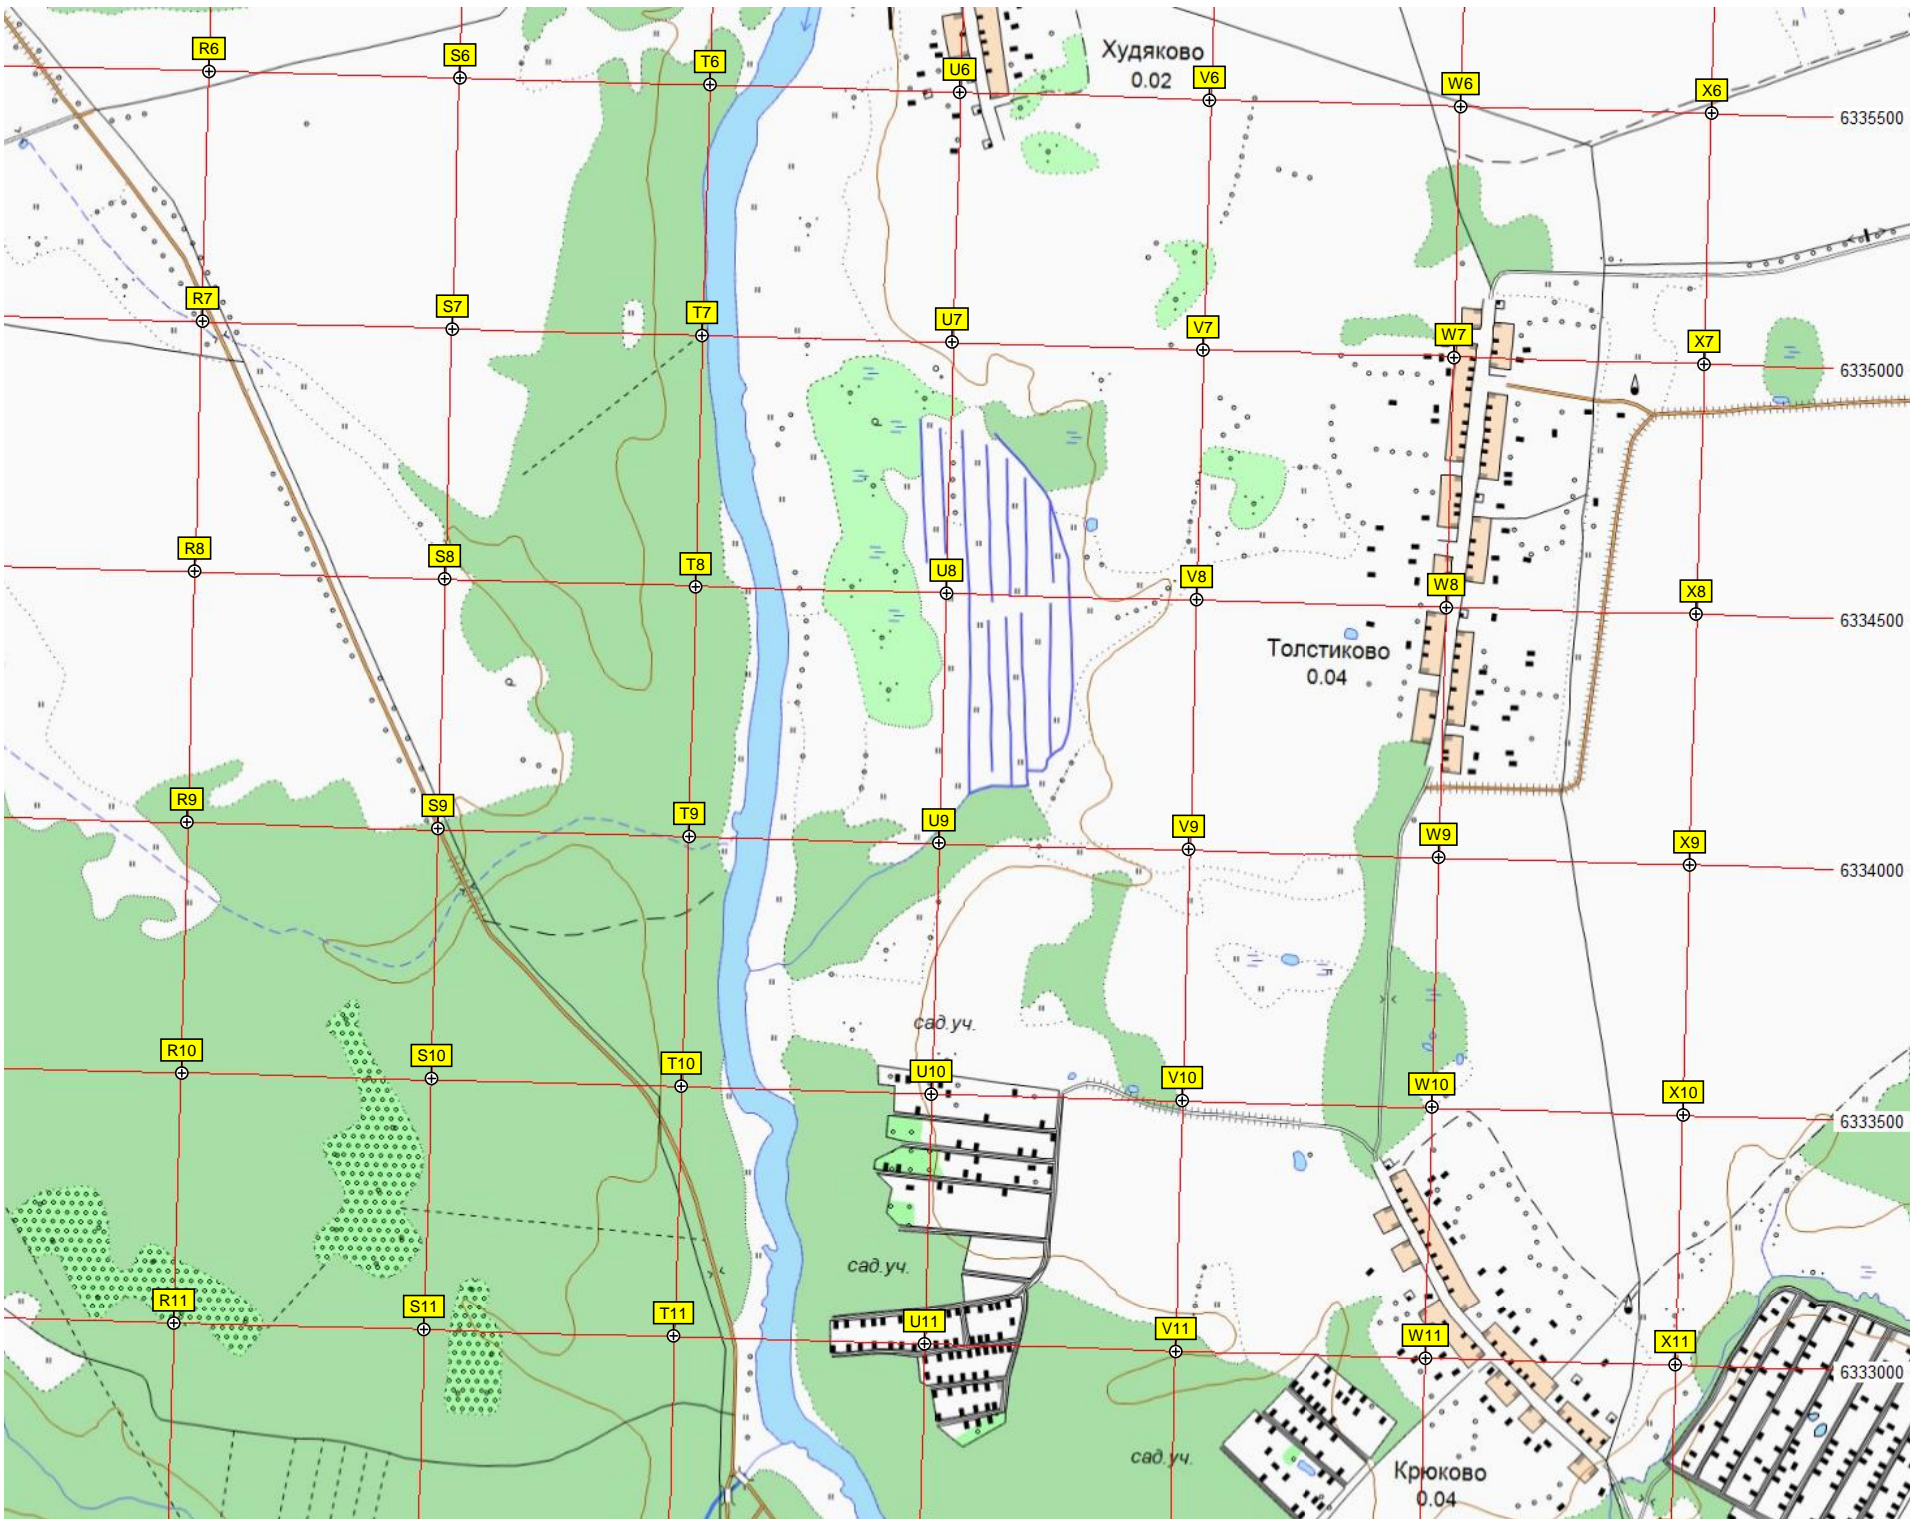 Худяково
0.02
R6
S6
T6
U6
V6
W6
X6
6335500
R7
S7
T7
U7
V7
W7
X7
6335000
R8
S8
T8
U8
V8
W8
X8
6334500
Толстиково
0.04
R9
S9
T9
U9
V9
W9
X9
6334000
сад.уч.
R10
S10
T10
U10
V10
W10
X10
6333500
сад.уч.
R11
S11
T11
U11
V11
W11
X11
6333000
сад.уч.
Крюково
0.04